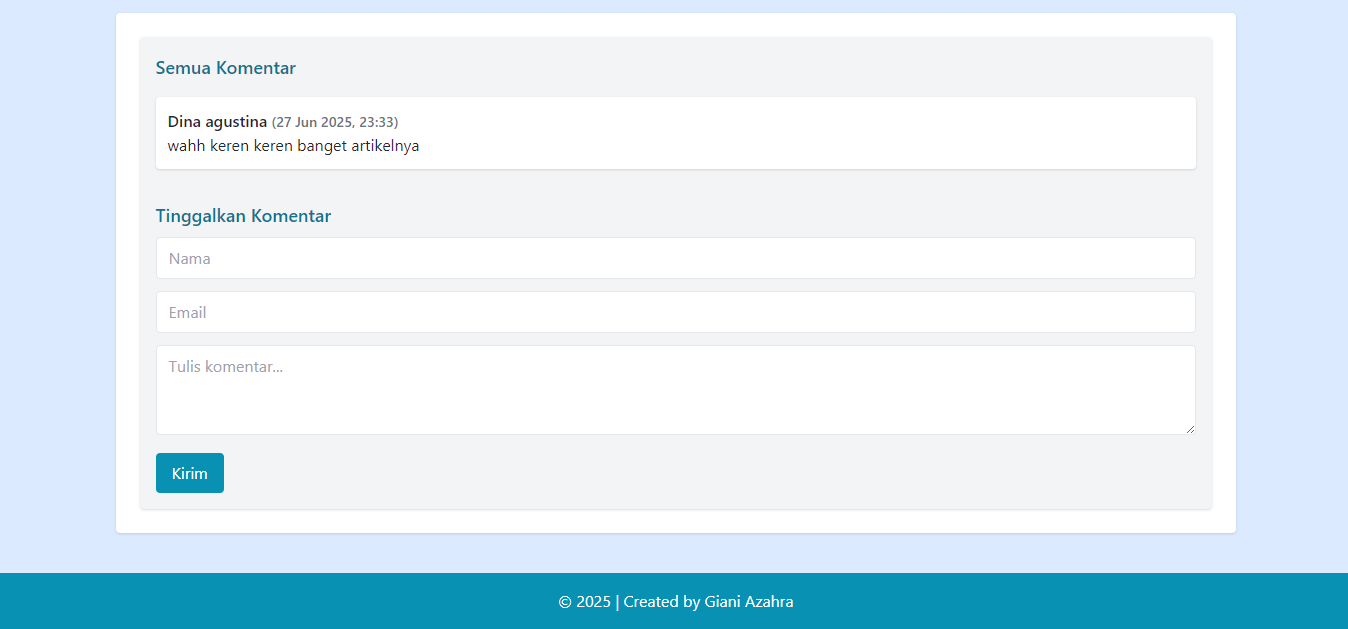 Semua Komentar
Dina agustina (27 Jun 2025, 23:33)
wahh keren keren banget artikelnya
Tinggalkan Komentar
Nama
Email
Tulis komentar...
Kirim
© 2025 | Created by Giani Azahra